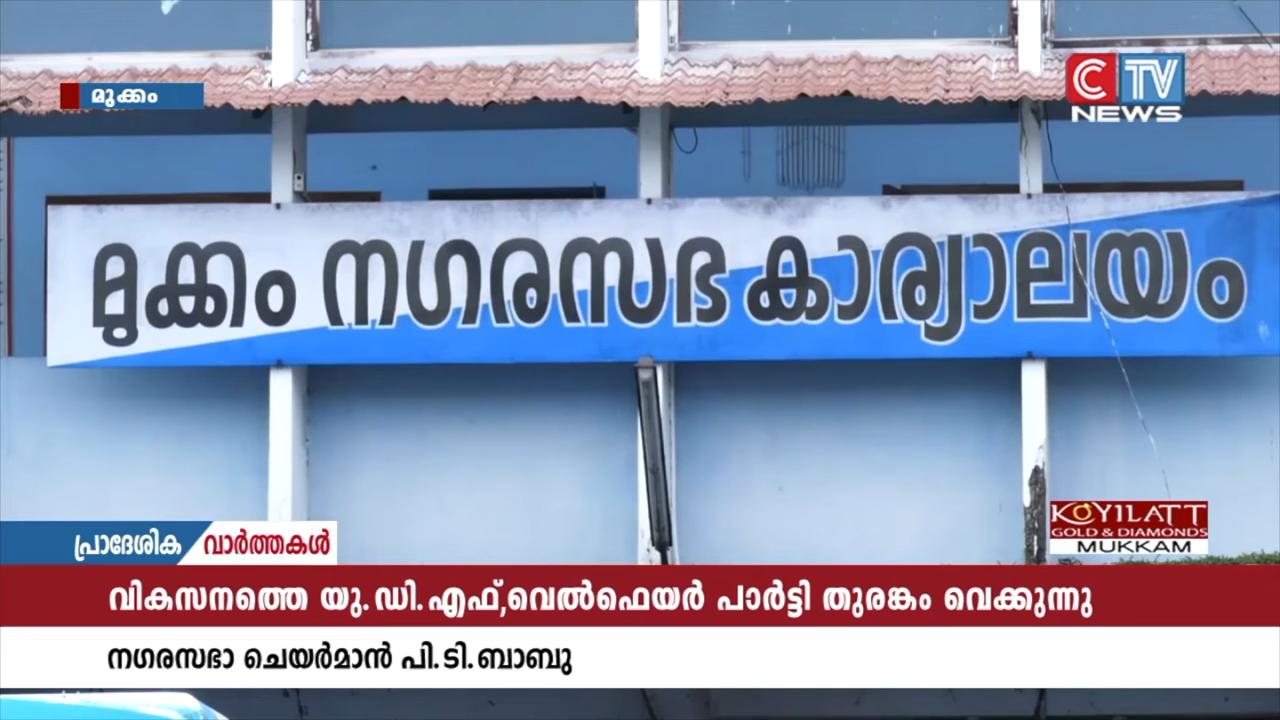 മുക്കം
CTV
NEWS
മുക്കം നഗരസഭ കാര്യാലയം
KOYILATT
GOLD & DIAMONDS
MUKKAM
പ്രാദേശിക വാർത്തകൾ
വികസനത്തെ യു.ഡി.എഫ്,വെൽഫെയർ പാർട്ടി തുരങ്കം വെക്കുന്നു
നഗരസഭാ ചെയർമാൻ പി.ടി.ബാബു